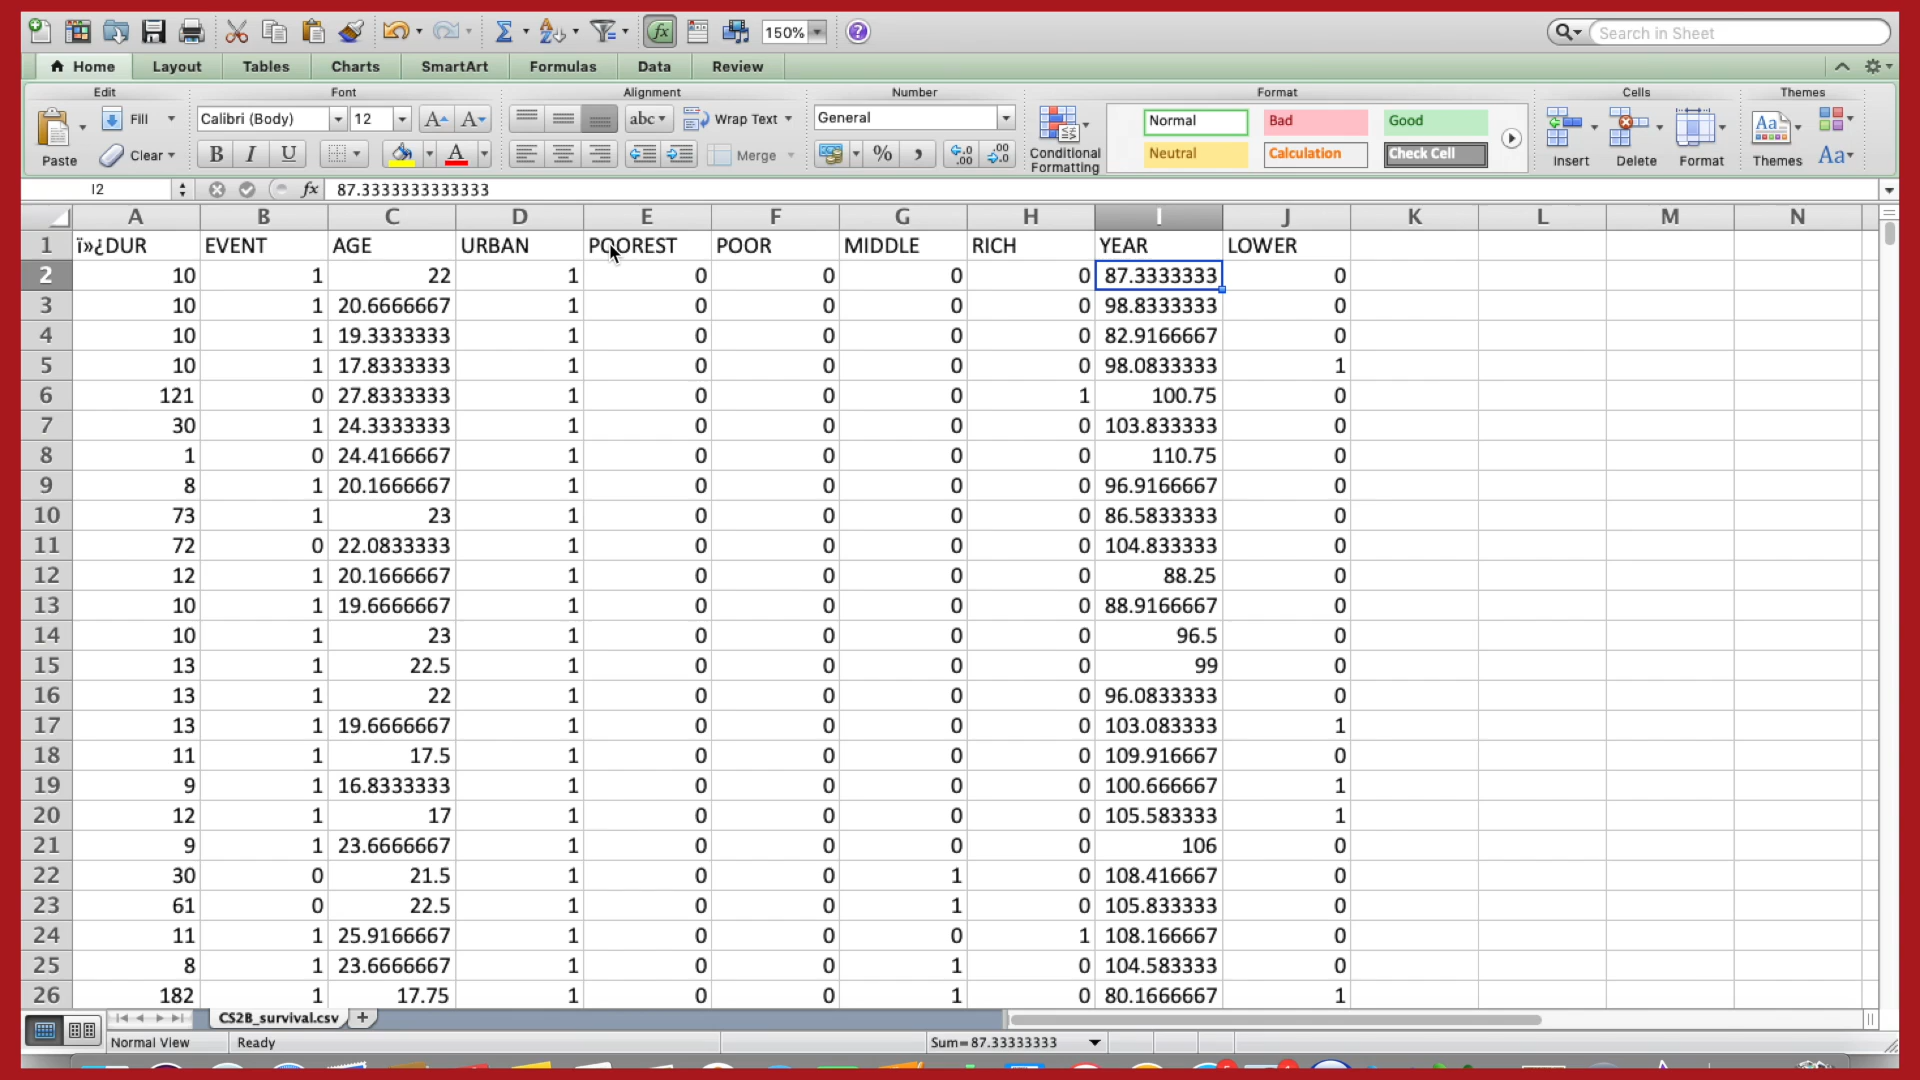 150%
Search in Sheet
Home Layout Tables Charts SmartArt Formulas Data Review
Edit Font Alignment Number Format Cells Themes
Paste Fill Clear
Calibri (Body) 12 A A
B I U A
abc Wrap Text
Merge
General
% ,
Conditional Formatting
Normal Bad Good
Neutral Calculation Check Cell
Insert Delete Format Themes Aa
I2 fx 87.3333333333333
A B C D E F G H I J K L M N
1 ï»¿DUR EVENT AGE URBAN POOREST POOR MIDDLE RICH YEAR LOWER
2 10 1 22 1 0 0 0 0 87.3333333 0
3 10 1 20.6666667 1 0 0 0 0 98.8333333 0
4 10 1 19.3333333 1 0 0 0 0 82.9166667 0
5 10 1 17.8333333 1 0 0 0 0 98.0833333 1
6 121 0 27.8333333 1 0 0 0 1 100.75 0
7 30 1 24.3333333 1 0 0 0 0 103.833333 0
8 1 0 24.4166667 1 0 0 0 0 110.75 0
9 8 1 20.1666667 1 0 0 0 0 96.9166667 0
10 73 1 23 1 0 0 0 0 86.5833333 0
11 72 0 22.0833333 1 0 0 0 0 104.833333 0
12 12 1 20.1666667 1 0 0 0 0 88.25 0
13 10 1 19.6666667 1 0 0 0 0 88.9166667 0
14 10 1 23 1 0 0 0 0 96.5 0
15 13 1 22.5 1 0 0 0 0 99 0
16 13 1 22 1 0 0 0 0 96.0833333 0
17 13 1 19.6666667 1 0 0 0 0 103.083333 1
18 11 1 17.5 1 0 0 0 0 109.916667 0
19 9 1 16.8333333 1 0 0 0 0 100.666667 1
20 12 1 17 1 0 0 0 0 105.583333 1
21 9 1 23.6666667 1 0 0 0 0 106 0
22 30 0 21.5 1 0 0 1 0 108.416667 0
23 61 0 22.5 1 0 0 1 0 105.833333 0
24 11 1 25.9166667 1 0 0 0 1 108.166667 0
25 8 1 23.6666667 1 0 0 1 0 104.583333 0
26 182 1 17.75 1 0 0 1 0 80.1666667 1
CS2B_survival.csv
Normal View Ready Sum=87.33333333